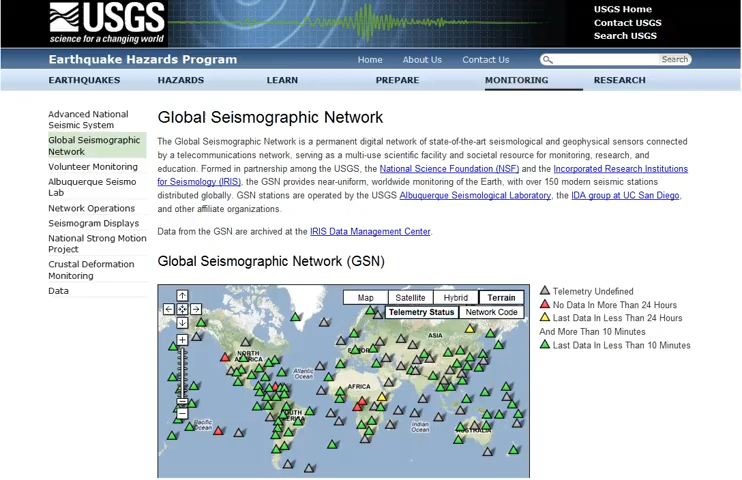 USGS
science for a changing world
USGS Home
Contact USGS
Search USGS
Earthquake Hazards Program
Home About Us Contact Us Search
EARTHQUAKES HAZARDS LEARN PREPARE MONITORING RESEARCH
Advanced National
Seismic System
Global Seismographic
Network
Volunteer Monitoring
Albuquerque Seismo
Lab
Network Operations
Seismogram Displays
National Strong Motion
Project
Crustal Deformation
Monitoring
Data
Global Seismographic Network
The Global Seismographic Network is a permanent digital network of state-of-the-art seismological and geophysical sensors connected
by a telecommunications network, serving as a multi-use scientific facility and societal resource for monitoring, research, and
education. Formed in partnership among the USGS, the National Science Foundation (NSF) and the Incorporated Research Institutions
for Seismology (IRIS), the GSN provides near-uniform, worldwide monitoring of the Earth, with over 150 modern seismic stations
distributed globally. GSN stations are operated by the USGS Albuquerque Seismological Laboratory, the IDA group at UC San Diego,
and other affiliate organizations.
Data from the GSN are archived at the IRIS Data Management Center.
Global Seismographic Network (GSN)
Map Satellite Hybrid Terrain
Telemetry Status Network Code
ASIA
NORTH
AMERICA
Atlantic
Ocean
AFRICA
SOUTH
Pacific
Ocean
Indian
Ocean
Telemetry Undefined
No Data In More Than 24 Hours
Last Data In Less Than 24 Hours
And More Than 10 Minutes
Last Data In Less Than 10 Minutes